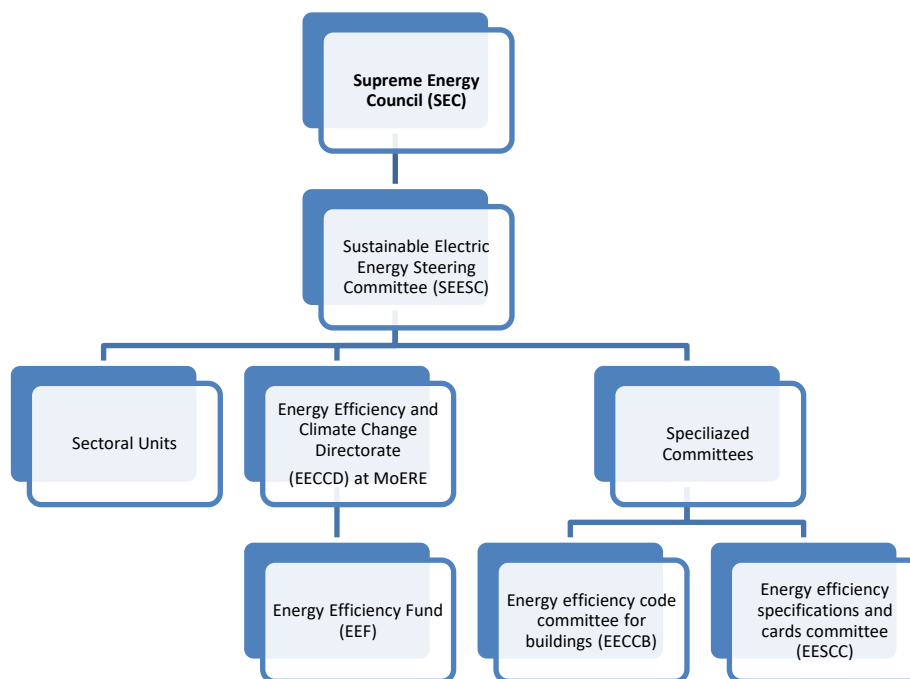 Supreme Energy
Council (SEC)
Sustainable Electric
Energy Steering
Committee (SEESC)
Sectoral Units
Energy Efficiency and
Climate Change
Directorate
(EECCD) at MoERE
Speciliazed
Committees
Energy Efficiency Fund
(EEF)
Energy efficiency code
committee for
buildings (EECCB)
Energy efficiency
specifications and
cards committee
(EESCC)